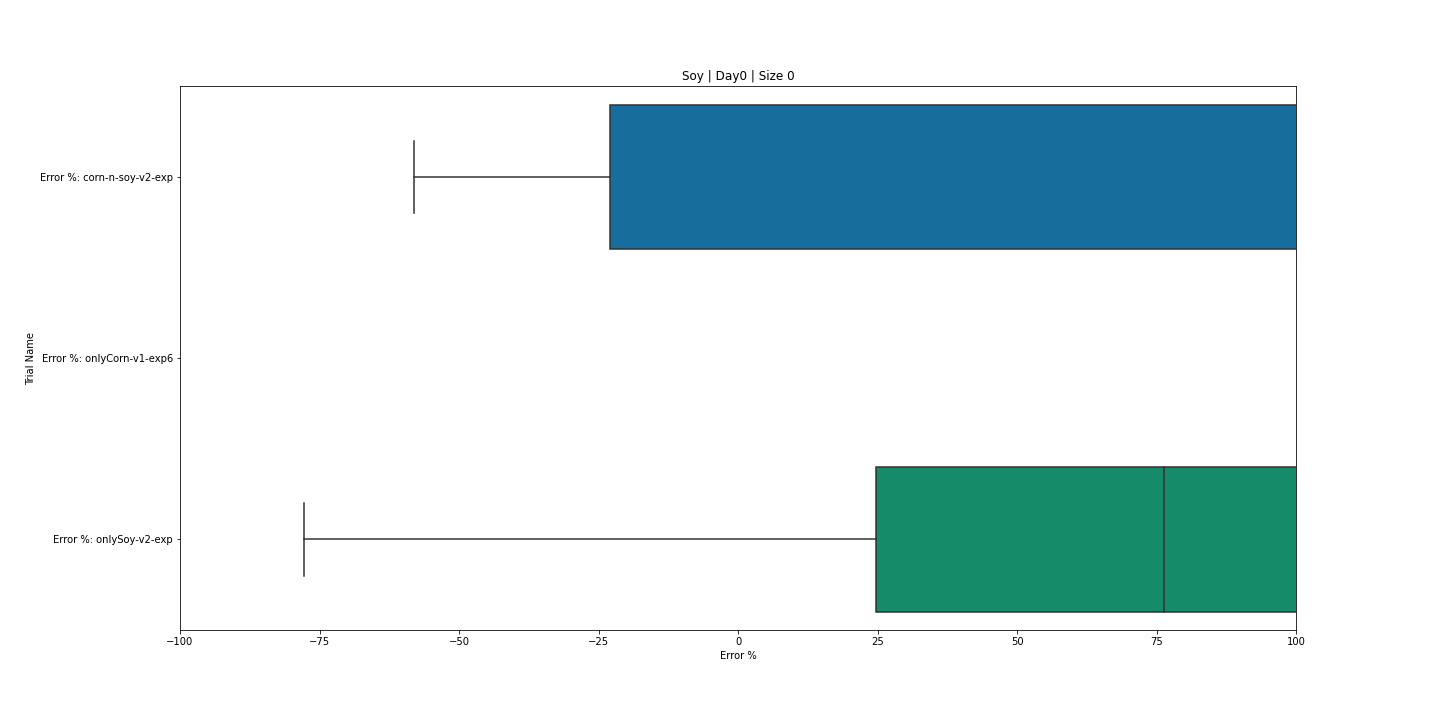 Soy | Day0 | Size 0
Error %: corn-n-soy-v2-exp
Trial Name
Error %: onlyCorn-v1-exp6
Error %: onlySoy-v2-exp
−100 −75 −50 −25 0 25 50 75 100
Error %